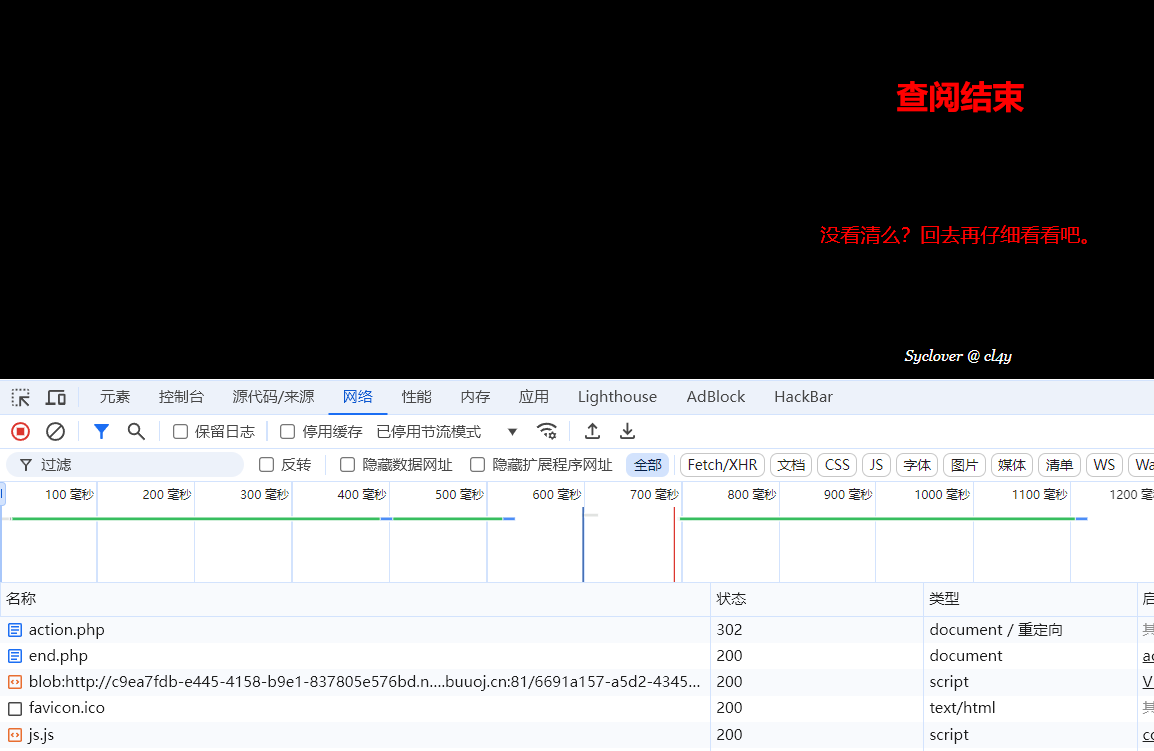 查阅结束
没看清么？回去再仔细看看吧。
Syclover @ cl4y
元素 控制台 源代码/来源 网络 性能 内存 应用 Lighthouse AdBlock HackBar
保留日志 停用缓存 已停用节流模式
过滤 反转 隐藏数据网址 隐藏扩展程序网址 全部 Fetch/XHR 文档 CSS JS 字体 图片 媒体 清单 WS Wa
100 毫秒 200 毫秒 300 毫秒 400 毫秒 500 毫秒 600 毫秒 700 毫秒 800 毫秒 900 毫秒 1000 毫秒 1100 毫秒 1200 毫
名称 状态 类型 启
action.php 302 document / 重定向 其
end.php 200 document ac
blob:http://c9ea7fdb-e445-4158-b9e1-837805e576bd.n....buuoj.cn:81/6691a157-a5d2-4345... 200 script V
favicon.ico 200 text/html 其
js.js 200 script co